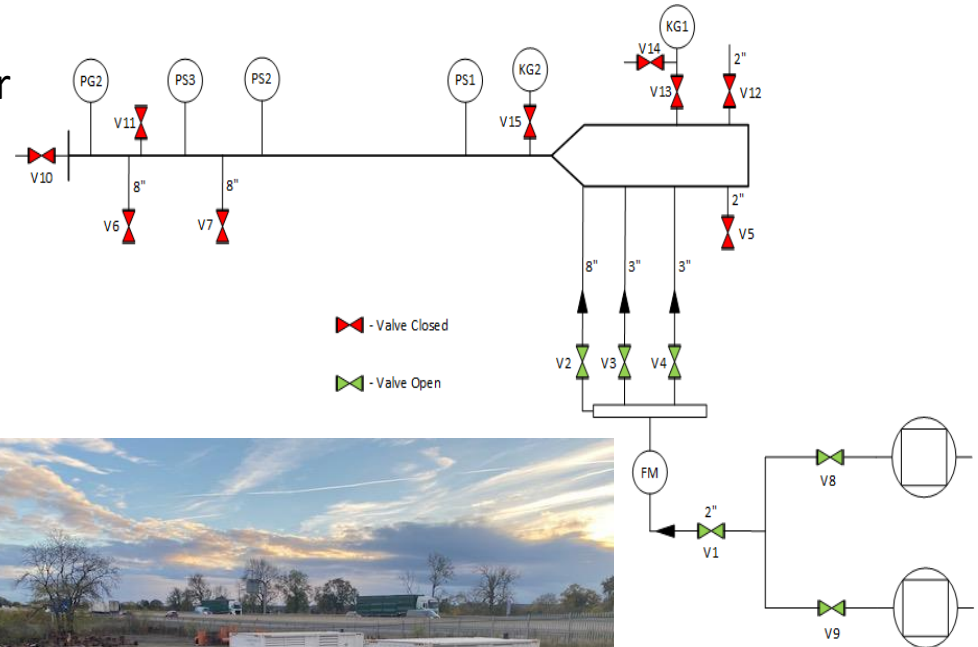 r
KG1
V14
2"
PG2
PS3
PS2
PS1
KG2
V13
V12
V11
V15
V10
8"
8"
2"
V6
V7
V5
8"
3"
3"
- Valve Closed
V2
V3
V4
- Valve Open
FM
V8
2"
V1
V9